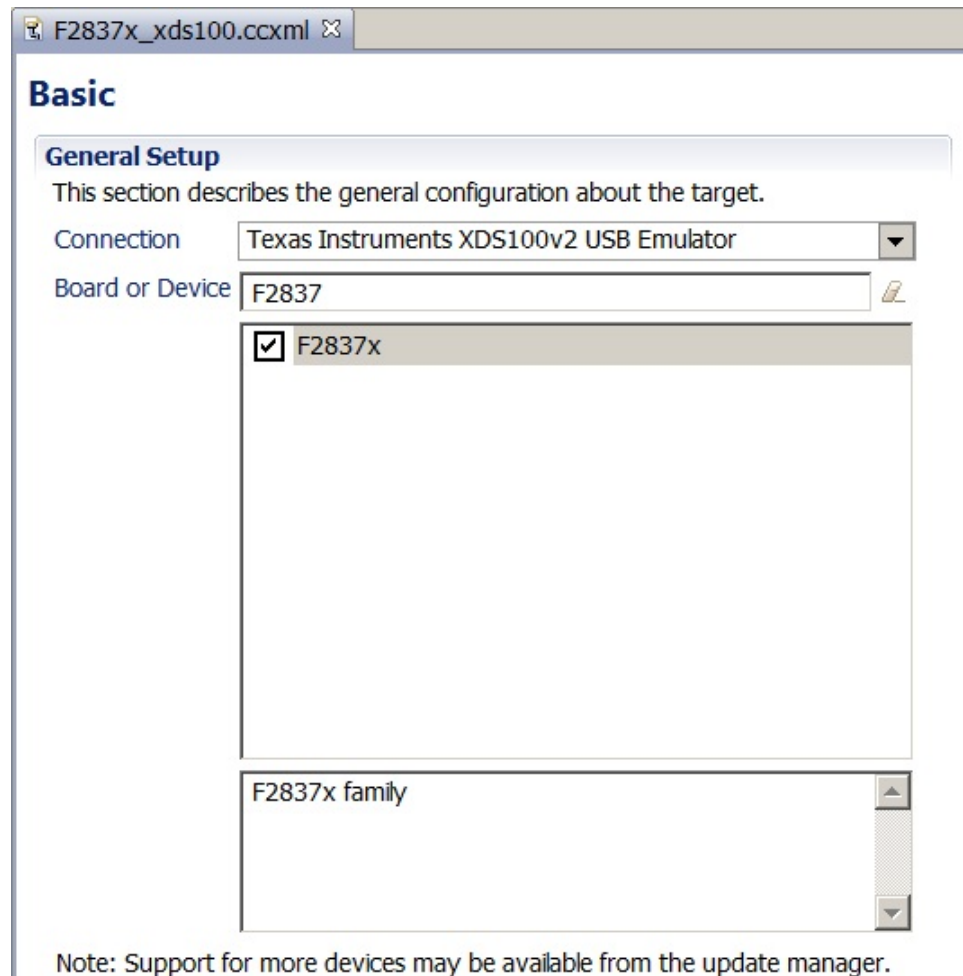 F2837x_xds100.ccxml
Basic
General Setup
This section describes the general configuration about the target.
Connection Texas Instruments XDS100v2 USB Emulator
Board or Device F2837
F2837x
F2837x family
Note: Support for more devices may be available from the update manager.